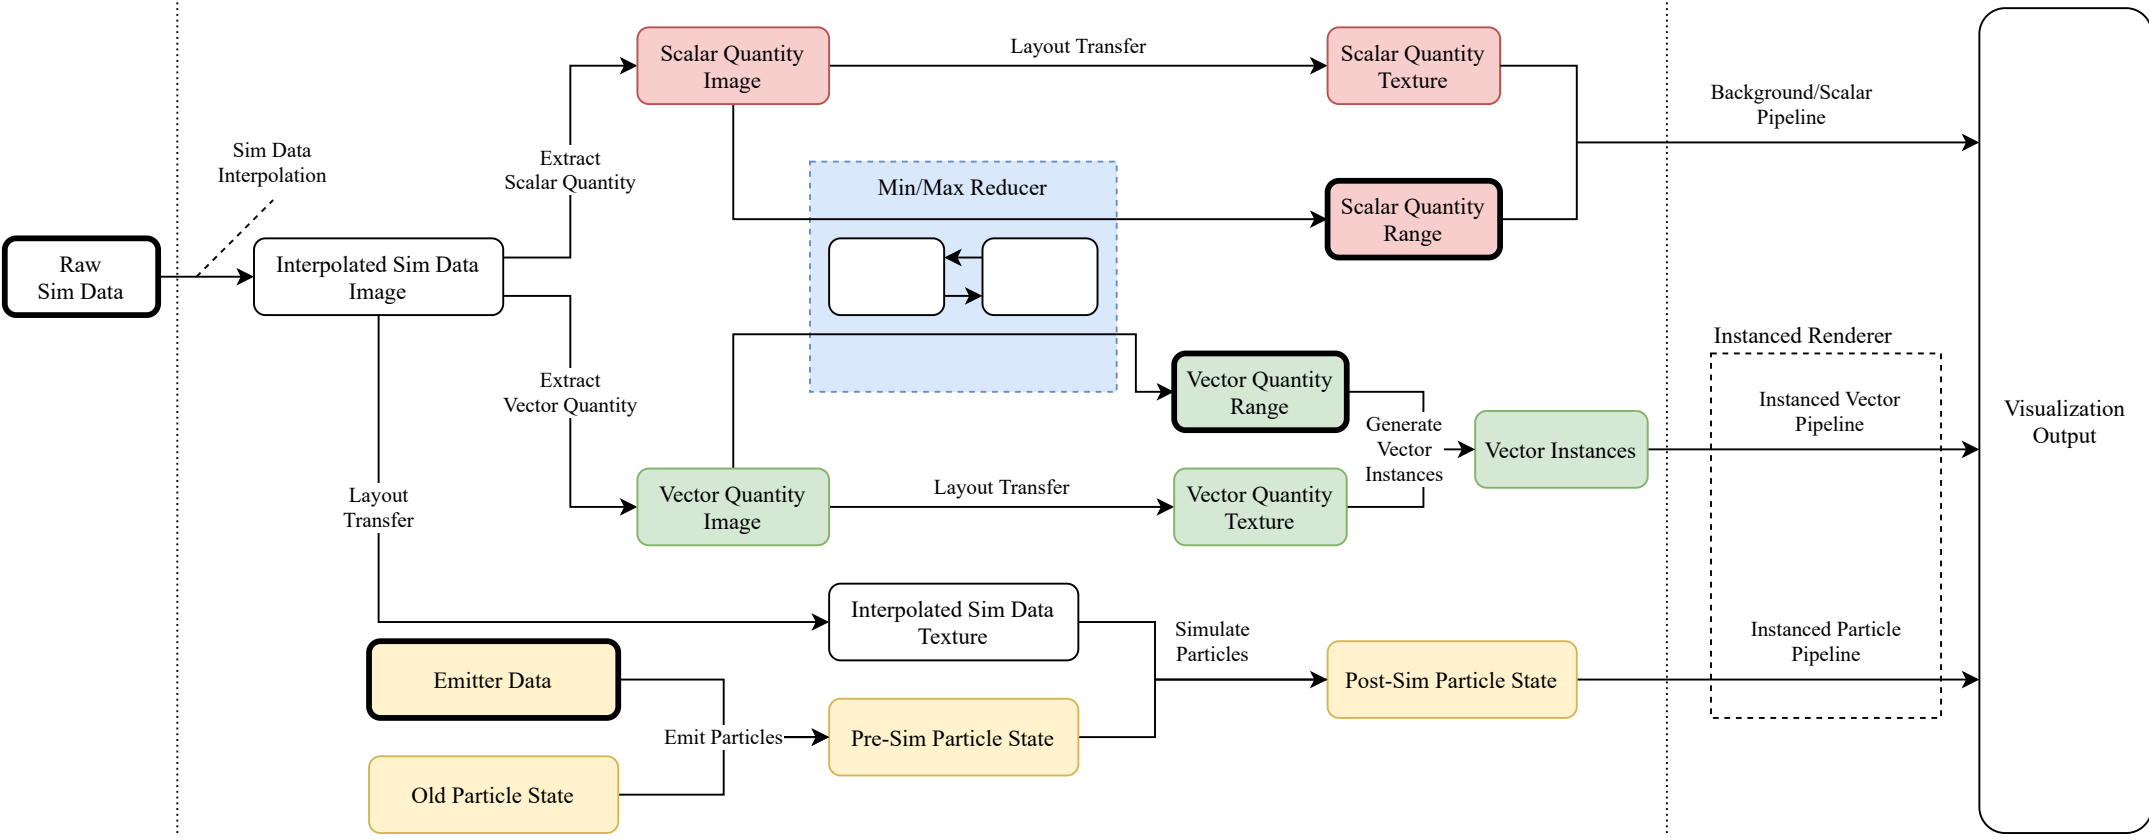 Raw
Sim Data
Sim Data
Interpolation
Interpolated Sim Data
Image
Extract
Scalar Quantity
Extract
Vector Quantity
Layout
Transfer
Scalar Quantity
Image
Layout Transfer
Scalar Quantity
Texture
Min/Max Reducer
Scalar Quantity
Range
Background/Scalar
Pipeline
Vector Quantity
Range
Vector Quantity
Image
Layout Transfer
Vector Quantity
Texture
Generate
Vector
Instances
Vector Instances
Instanced Renderer
Instanced Vector
Pipeline
Visualization
Output
Interpolated Sim Data
Texture
Emitter Data
Old Particle State
Emit Particles
Pre-Sim Particle State
Simulate
Particles
Post-Sim Particle State
Instanced Particle
Pipeline